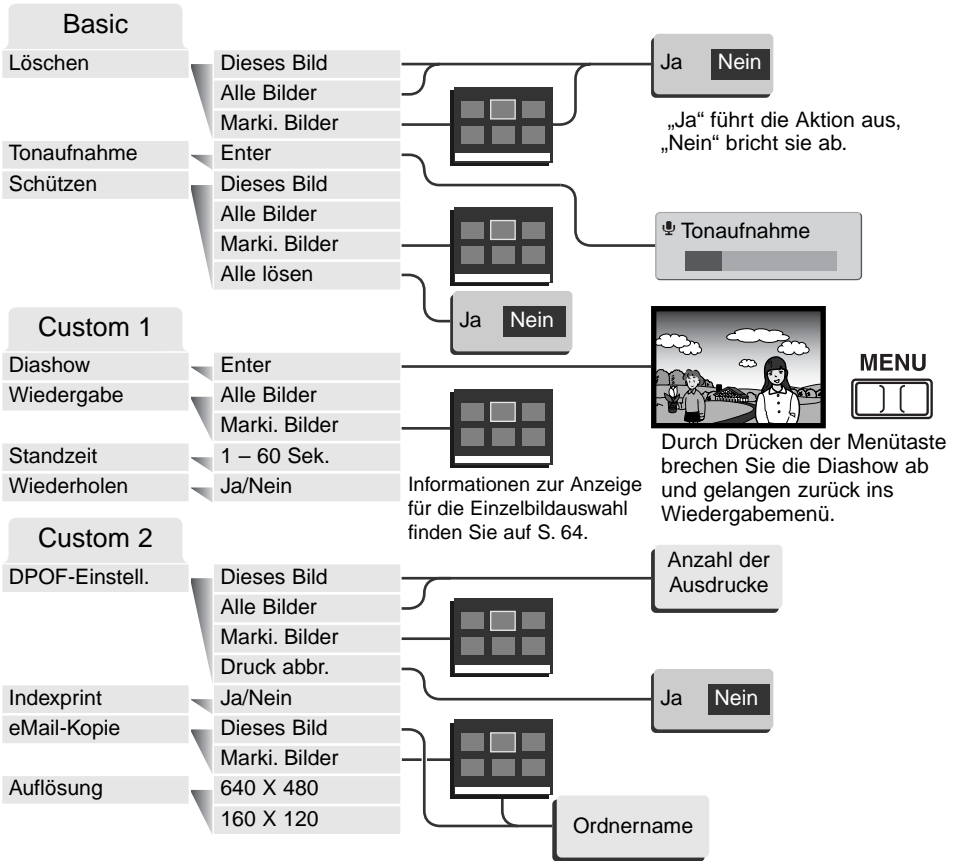 Basic
Löschen
Dieses Bild
Alle Bilder
Marki. Bilder
Ja Nein
„Ja“ führt die Aktion aus,
„Nein“ bricht sie ab.
Tonaufnahme
Enter
Tonaufnahme
Schützen
Dieses Bild
Alle Bilder
Marki. Bilder
Alle lösen
Ja Nein
Custom 1
Diashow
Enter
MENU
Durch Drücken der Menütaste
brechen Sie die Diashow ab
und gelangen zurück ins
Wiedergabemenü.
Wiedergabe
Alle Bilder
Marki. Bilder
Informationen zur Anzeige
für die Einzelbildauswahl
finden Sie auf S. 64.
Standzeit
1 – 60 Sek.
Wiederholen
Ja/Nein
Custom 2
DPOF-Einstell.
Dieses Bild
Alle Bilder
Marki. Bilder
Druck abbr.
Anzahl der
Ausdrucke
Ja Nein
Indexprint
Ja/Nein
eMail-Kopie
Dieses Bild
Marki. Bilder
Ordnername
Auflösung
640 X 480
160 X 120